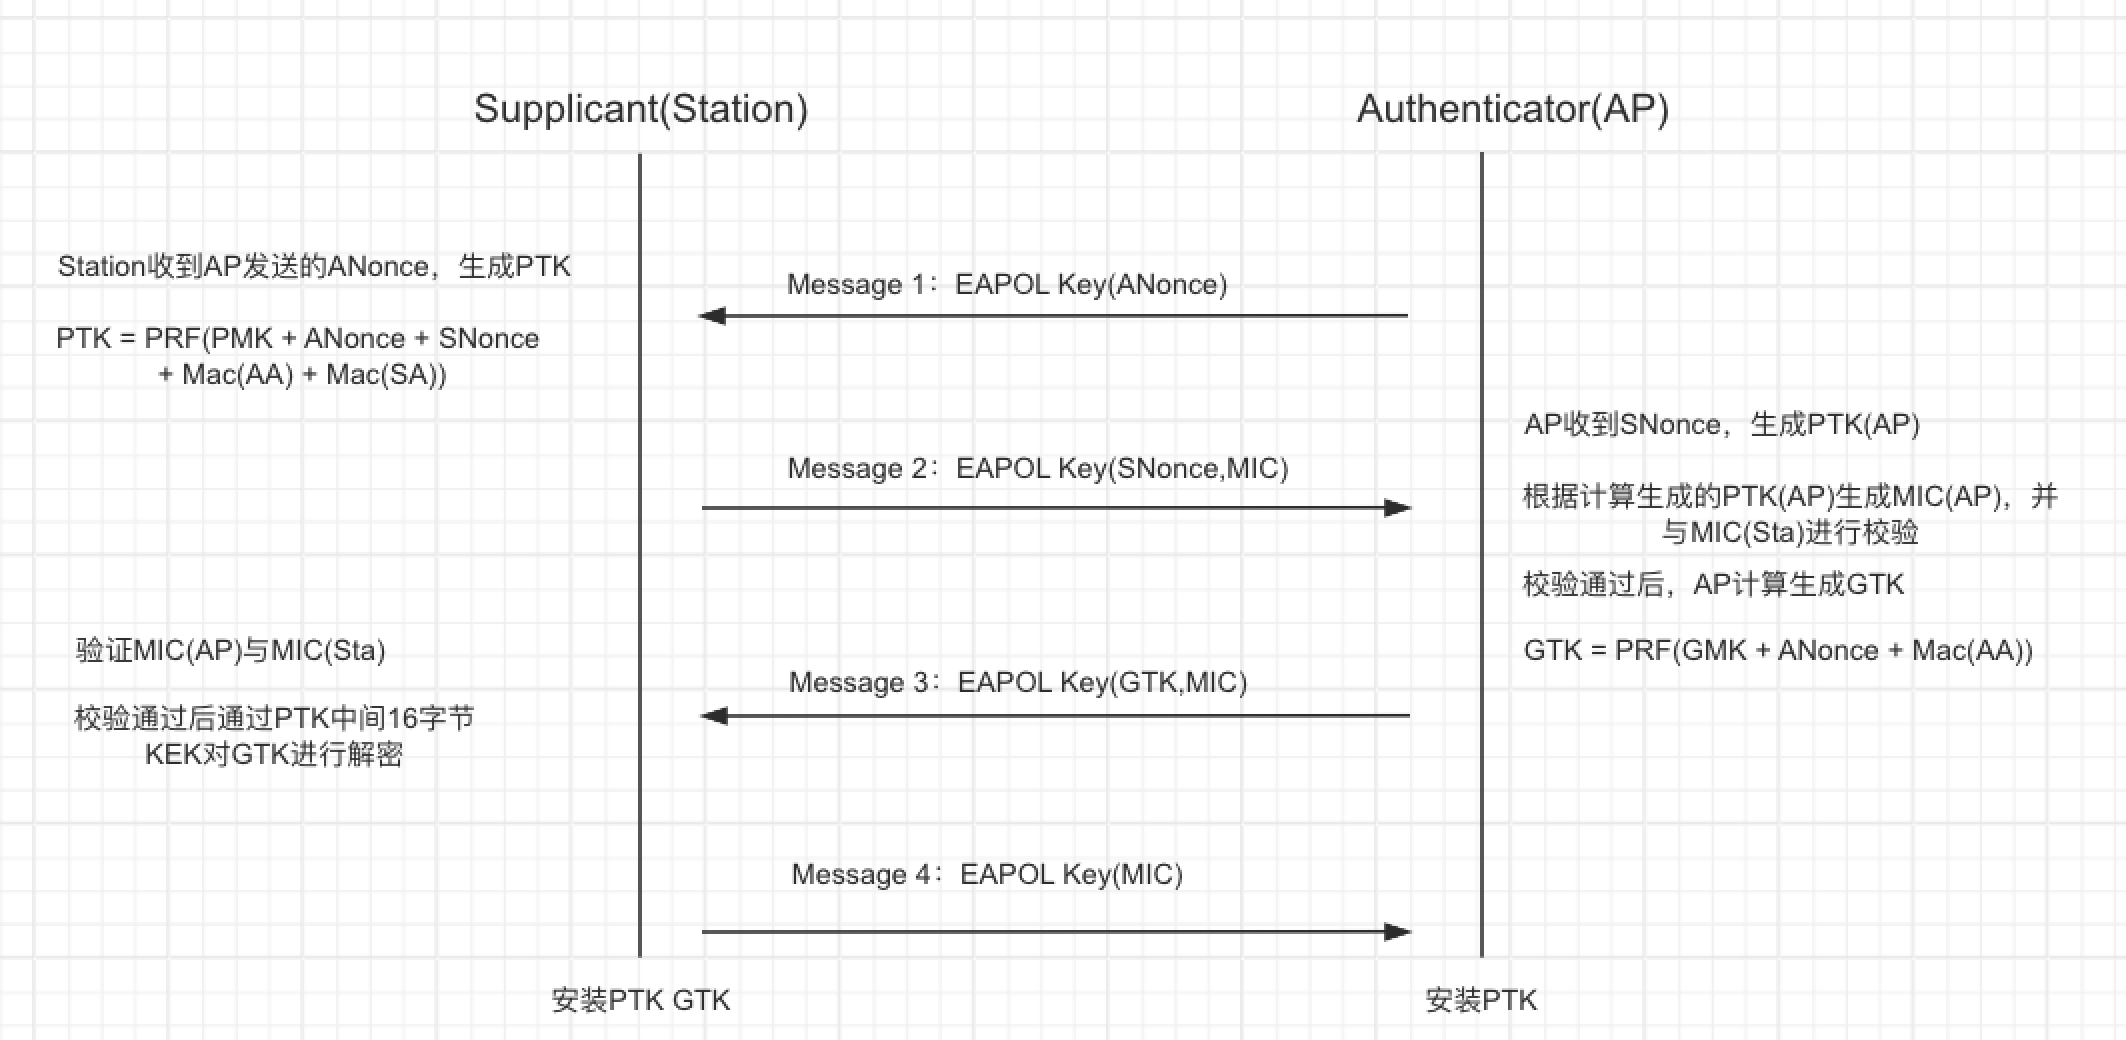 Supplicant(Station)
Authenticator(AP)
Station收到AP发送的ANonce，生成PTK
Message 1：EAPOL Key(ANonce)
PTK = PRF(PMK + ANonce + SNonce
+ Mac(AA) + Mac(SA))
AP收到SNonce，生成PTK(AP)
Message 2：EAPOL Key(SNonce,MIC)
根据计算生成的PTK(AP)生成MIC(AP)，并
与MIC(Sta)进行校验
校验通过后，AP计算生成GTK
验证MIC(AP)与MIC(Sta)
GTK = PRF(GMK + ANonce + Mac(AA))
Message 3：EAPOL Key(GTK,MIC)
校验通过后通过PTK中间16字节
KEK对GTK进行解密
Message 4：EAPOL Key(MIC)
安装PTK GTK
安装PTK